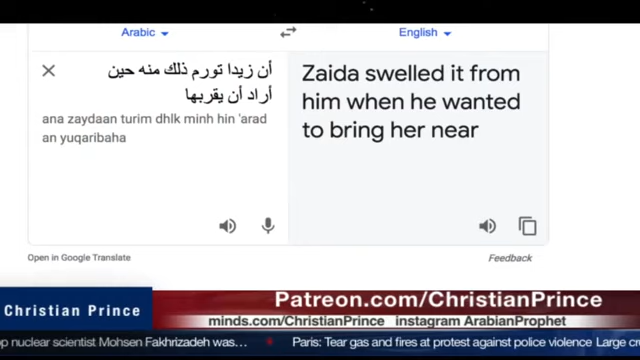 Arabic
English
أن زيدا تورم ذلك منه حين
أراد أن يقربها
ana zaydaan turim dhlk minh hin 'arad
an yuqaribaha
Zaida swelled it from
him when he wanted
to bring her near
Open in Google Translate
Feedback
Christian Prince
Patreon.com/ChristianPrince
minds.com/ChristianPrince instagram ArabianProphet
op nuclear scientist Mohsen Fakhrizadeh was...
Paris: Tear gas and fires at protest against police violence Large c